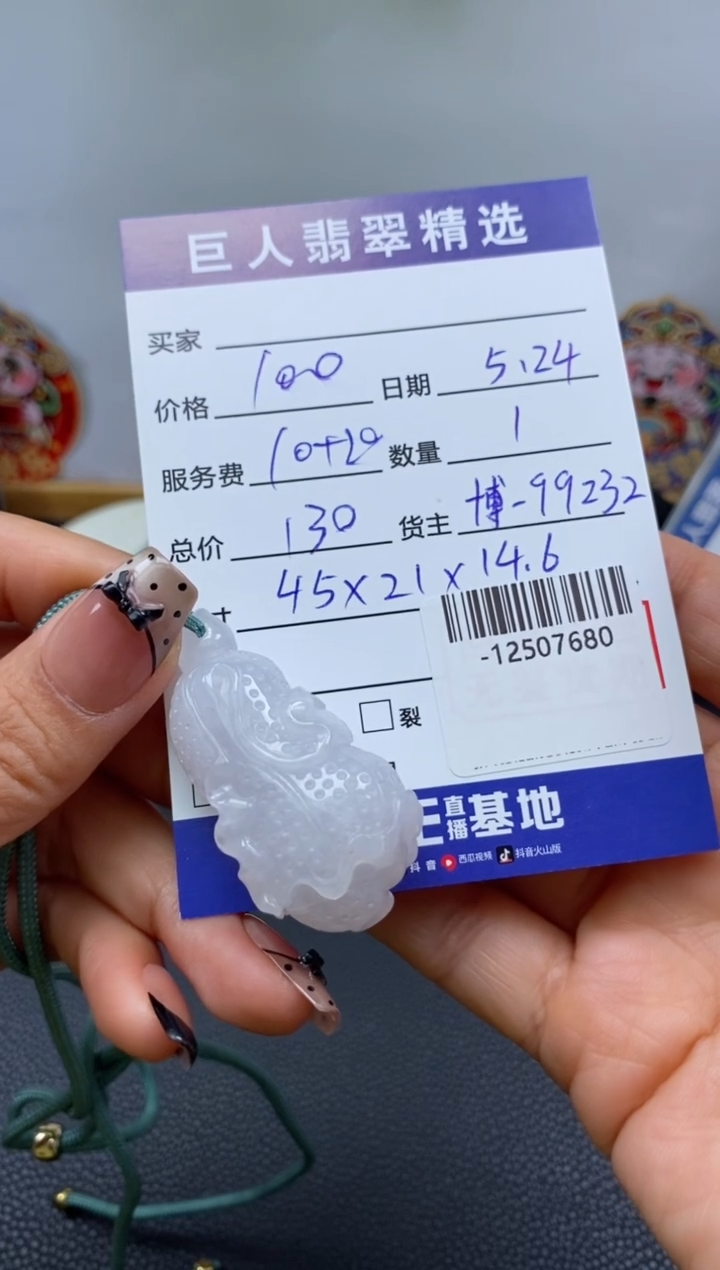 巨人翡翠精选
买家
价格 100 日期 5.24
服务费 10+20 数量 1
总价 130 货主 博-99232
寸 45x21x14.6
-12507680
裂
直播基地
抖音 西瓜视频 抖音火山版